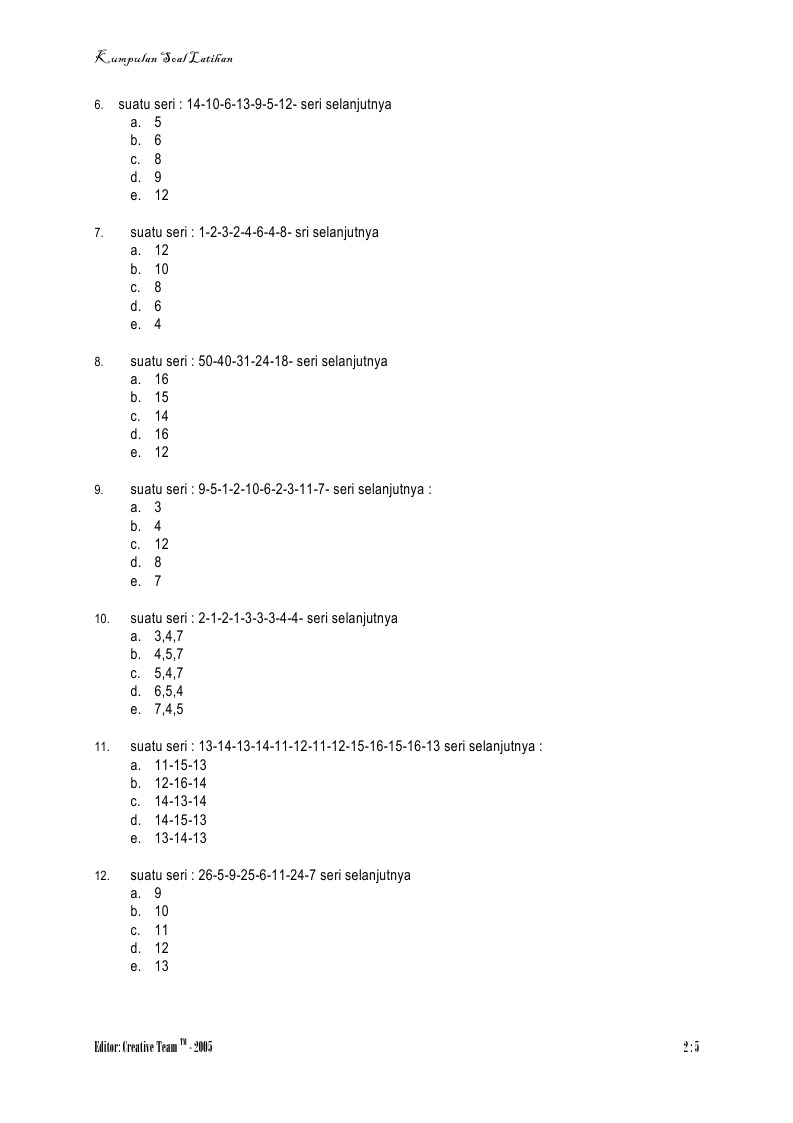 Kumpulan Soal Latihan
6. suatu seri : 14-10-6-13-9-5-12- seri selanjutnya
a. 5
b. 6
c. 8
d. 9
e. 12
7. suatu seri : 1-2-3-2-4-6-4-8- sri selanjutnya
a. 12
b. 10
c. 8
d. 6
e. 4
8. suatu seri : 50-40-31-24-18- seri selanjutnya
a. 16
b. 15
c. 14
d. 16
e. 12
9. suatu seri : 9-5-1-2-10-6-2-3-11-7- seri selanjutnya :
a. 3
b. 4
c. 12
d. 8
e. 7
10. suatu seri : 2-1-2-1-3-3-3-4-4- seri selanjutnya
a. 3,4,7
b. 4,5,7
c. 5,4,7
d. 6,5,4
e. 7,4,5
11. suatu seri : 13-14-13-14-11-12-11-12-15-16-15-16-13 seri selanjutnya :
a. 11-15-13
b. 12-16-14
c. 14-13-14
d. 14-15-13
e. 13-14-13
12. suatu seri : 26-5-9-25-6-11-24-7 seri selanjutnya
a. 9
b. 10
c. 11
d. 12
e. 13
Editor: Creative Team ™ - 2005 2 : 5